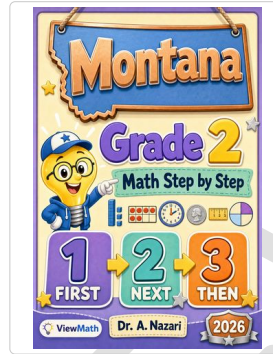 Montana
Grade 2
Math Step by Step
1 2 3
FIRST NEXT THEN
ViewMath Dr. A. Nazari 2026